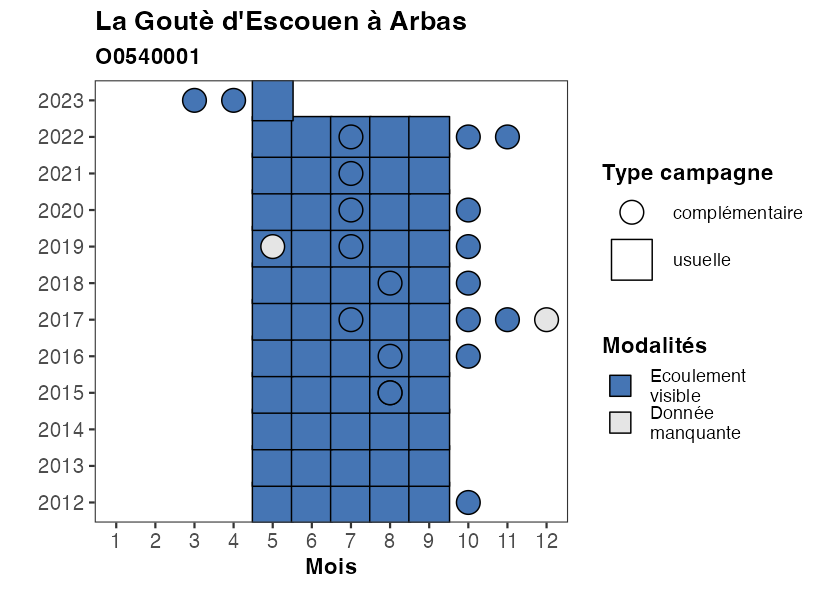 La Goutè d'Escouen à Arbas
O0540001
2023
2022
2021
2020
2019
2018
2017
2016
2015
2014
2013
2012
1 2 3 4 5 6 7 8 9 10 11 12
Mois
Type campagne
complémentaire
usuelle
Modalités
Ecoulement
visible
Donnée
manquante